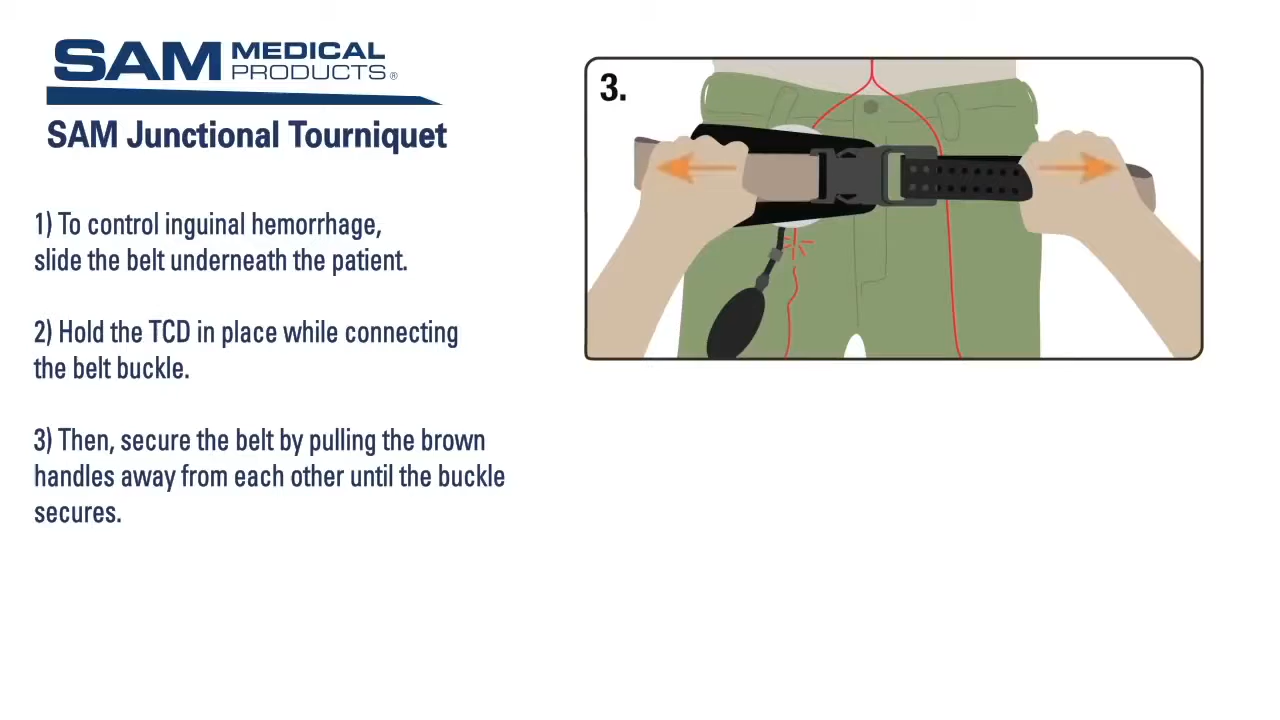 SAM MEDICAL
PRODUCTS®
SAM Junctional Tourniquet
1) To control inguinal hemorrhage,
slide the belt underneath the patient.
2) Hold the TCD in place while connecting
the belt buckle.
3) Then, secure the belt by pulling the brown
handles away from each other until the buckle
secures.
3.